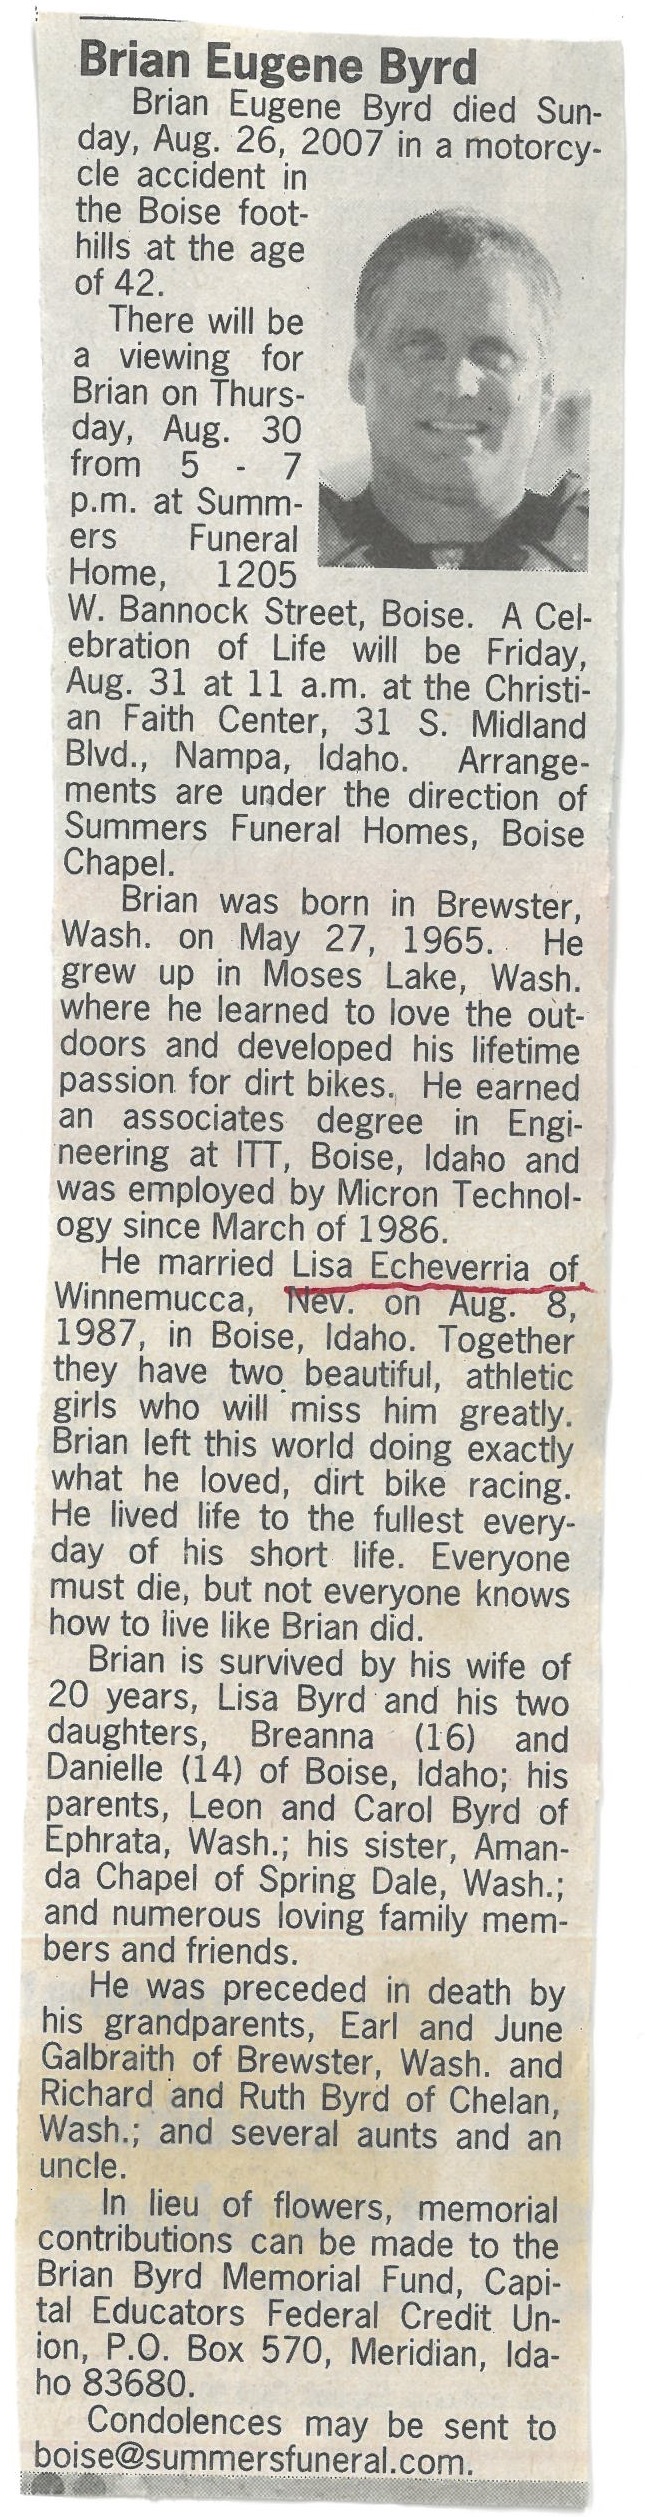 Brian Eugene Byrd
Brian Eugene Byrd died Sun-
day, Aug. 26, 2007 in a motorcy-
cle accident in
the Boise foot-
hills at the age
of 42.
There will be
a viewing for
Brian on Thurs-
day, Aug. 30
from 5 - 7
p.m. at Summ-
ers Funeral
Home, 1205
W. Bannock Street, Boise. A Cel-
ebration of Life will be Friday,
Aug. 31 at 11 a.m. at the Christi-
an Faith Center, 31 S. Midland
Blvd., Nampa, Idaho. Arrange-
ments are under the direction of
Summers Funeral Homes, Boise
Chapel.
Brian was born in Brewster,
Wash. on May 27, 1965. He
grew up in Moses Lake, Wash.
where he learned to love the out-
doors and developed his lifetime
passion for dirt bikes. He earned
an associates degree in Engi-
neering at ITT, Boise, Idaho and
was employed by Micron Technol-
ogy since March of 1986.
He married Lisa Echeverria of
Winnemucca, Nev. on Aug. 8,
1987, in Boise, Idaho. Together
they have two beautiful, athletic
girls who will miss him greatly.
Brian left this world doing exactly
what he loved, dirt bike racing.
He lived life to the fullest every-
day of his short life. Everyone
must die, but not everyone knows
how to live like Brian did.
Brian is survived by his wife of
20 years, Lisa Byrd and his two
daughters, Breanna (16) and
Danielle (14) of Boise, Idaho; his
parents, Leon and Carol Byrd of
Ephrata, Wash.; his sister, Aman-
da Chapel of Spring Dale, Wash.;
and numerous loving family mem-
bers and friends.
He was preceded in death by
his grandparents, Earl and June
Galbraith of Brewster, Wash. and
Richard and Ruth Byrd of Chelan,
Wash.; and several aunts and an
uncle.
In lieu of flowers, memorial
contributions can be made to the
Brian Byrd Memorial Fund, Capi-
tal Educators Federal Credit Un-
ion, P.O. Box 570, Meridian, Ida-
ho 83680.
Condolences may be sent to
boise@summersfuneral.com.